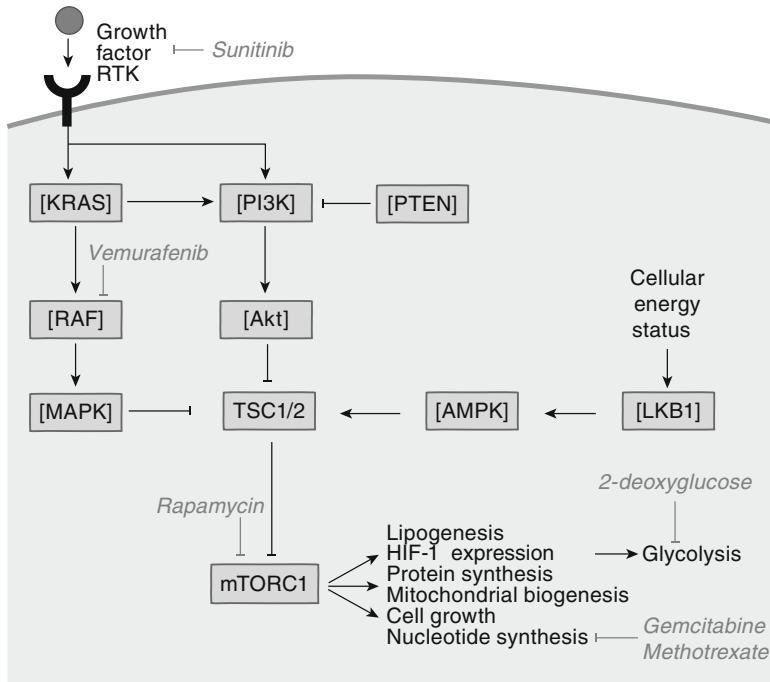 Growth
factor
RTK
Sunitinib
[KRAS]
[PI3K]
[PTEN]
Vemurafenib
Cellular
energy
status
[RAF]
[Akt]
[MAPK]
TSC1/2
[AMPK]
[LKB1]
2-deoxyglucose
Rapamycin
Lipogenesis
HIF-1 expression
Glycolysis
Protein synthesis
mTORC1
Mitochondrial biogenesis
Cell growth
Nucleotide synthesis
Gemcitabine
Methotrexate